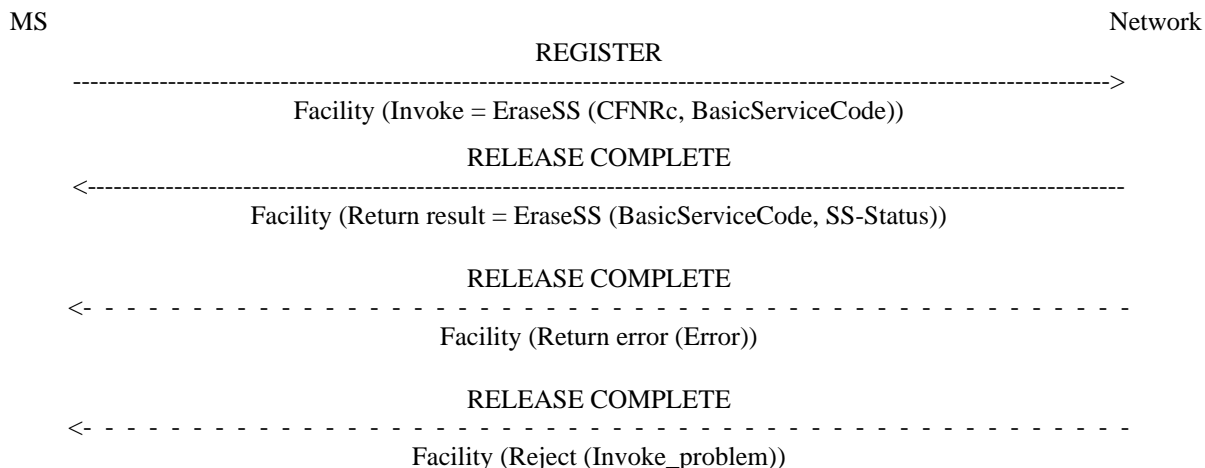 MS Network
REGISTER
Facility (Invoke = EraseSS (CFNRc, BasicServiceCode))
RELEASE COMPLETE
Facility (Return result = EraseSS (BasicServiceCode, SS-Status))
RELEASE COMPLETE
Facility (Return error (Error))
RELEASE COMPLETE
Facility (Reject (Invoke_problem))